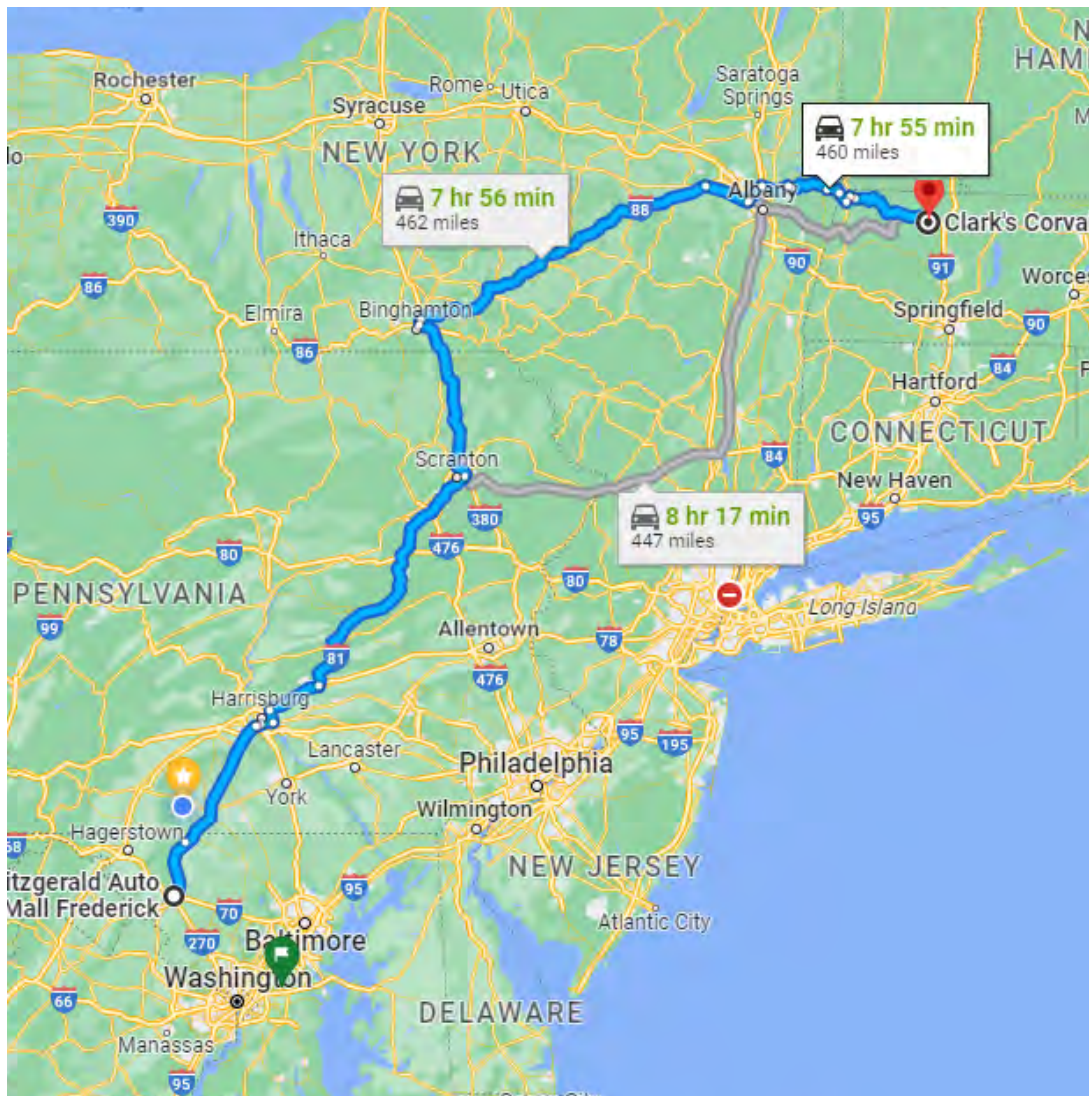 N
HAM
Rochester
Rome
Utica
Saratoga
Springs
Syracuse
7 hr 55 min
460 miles
NEW YORK
lo
7 hr 56 min
462 miles
Albany
88
390
Clark's Corva
Ithaca
90
91
Worces
86
Binghamton
Elmira
Springfield
90
86
84
Hartford
CONNECTICUT
Scranton
84
New Haven
380
8 hr 17 min
447 miles
95
476
80
80
PENNSYLVANIA
Long Island
99
Allentown
78
81
476
Harrisburg
95
195
Lancaster
Philadelphia
York
Wilmington
Hagerstown
68
NEW JERSEY
itzgerald Auto
Mall Frederick
95
70
Atlantic City
270
Baltimore
Washington
66
DELAWARE
Manassas
95